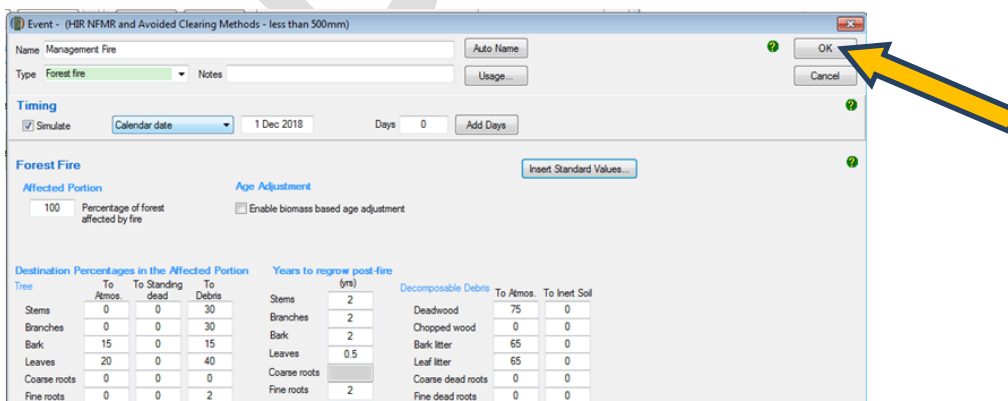 Event - (HIR NFMR and Avoided Clearing Methods - less than 500mm)
Name Management Fire Auto Name ? OK
Type Forest fire Notes Usage... Cancel
Timing ?
Simulate Calendar date 1 Dec 2018 Days 0 Add Days
Forest Fire Insert Standard Values... ?
Affected Portion Age Adjustment
100 Percentage of forest affected by fire Enable biomass based age adjustment
Destination Percentages in the Affected Portion Years to regrow post-fire
Tree To Atmos. To Standing dead To Debris (yrs) Decomposable Debris To Atmos. To Inert Soil
Stems 0 0 30 Stems 2 Deadwood 75 0
Branches 0 0 30 Branches 2 Chopped wood 0 0
Bark 15 0 15 Bark 2 Bark litter 65 0
Leaves 20 0 40 Leaves 0.5 Leaf litter 65 0
Coarse roots 0 0 0 Coarse roots Coarse dead roots 0 0
Fine roots 0 0 2 Fine roots 2 Fine dead roots 0 0